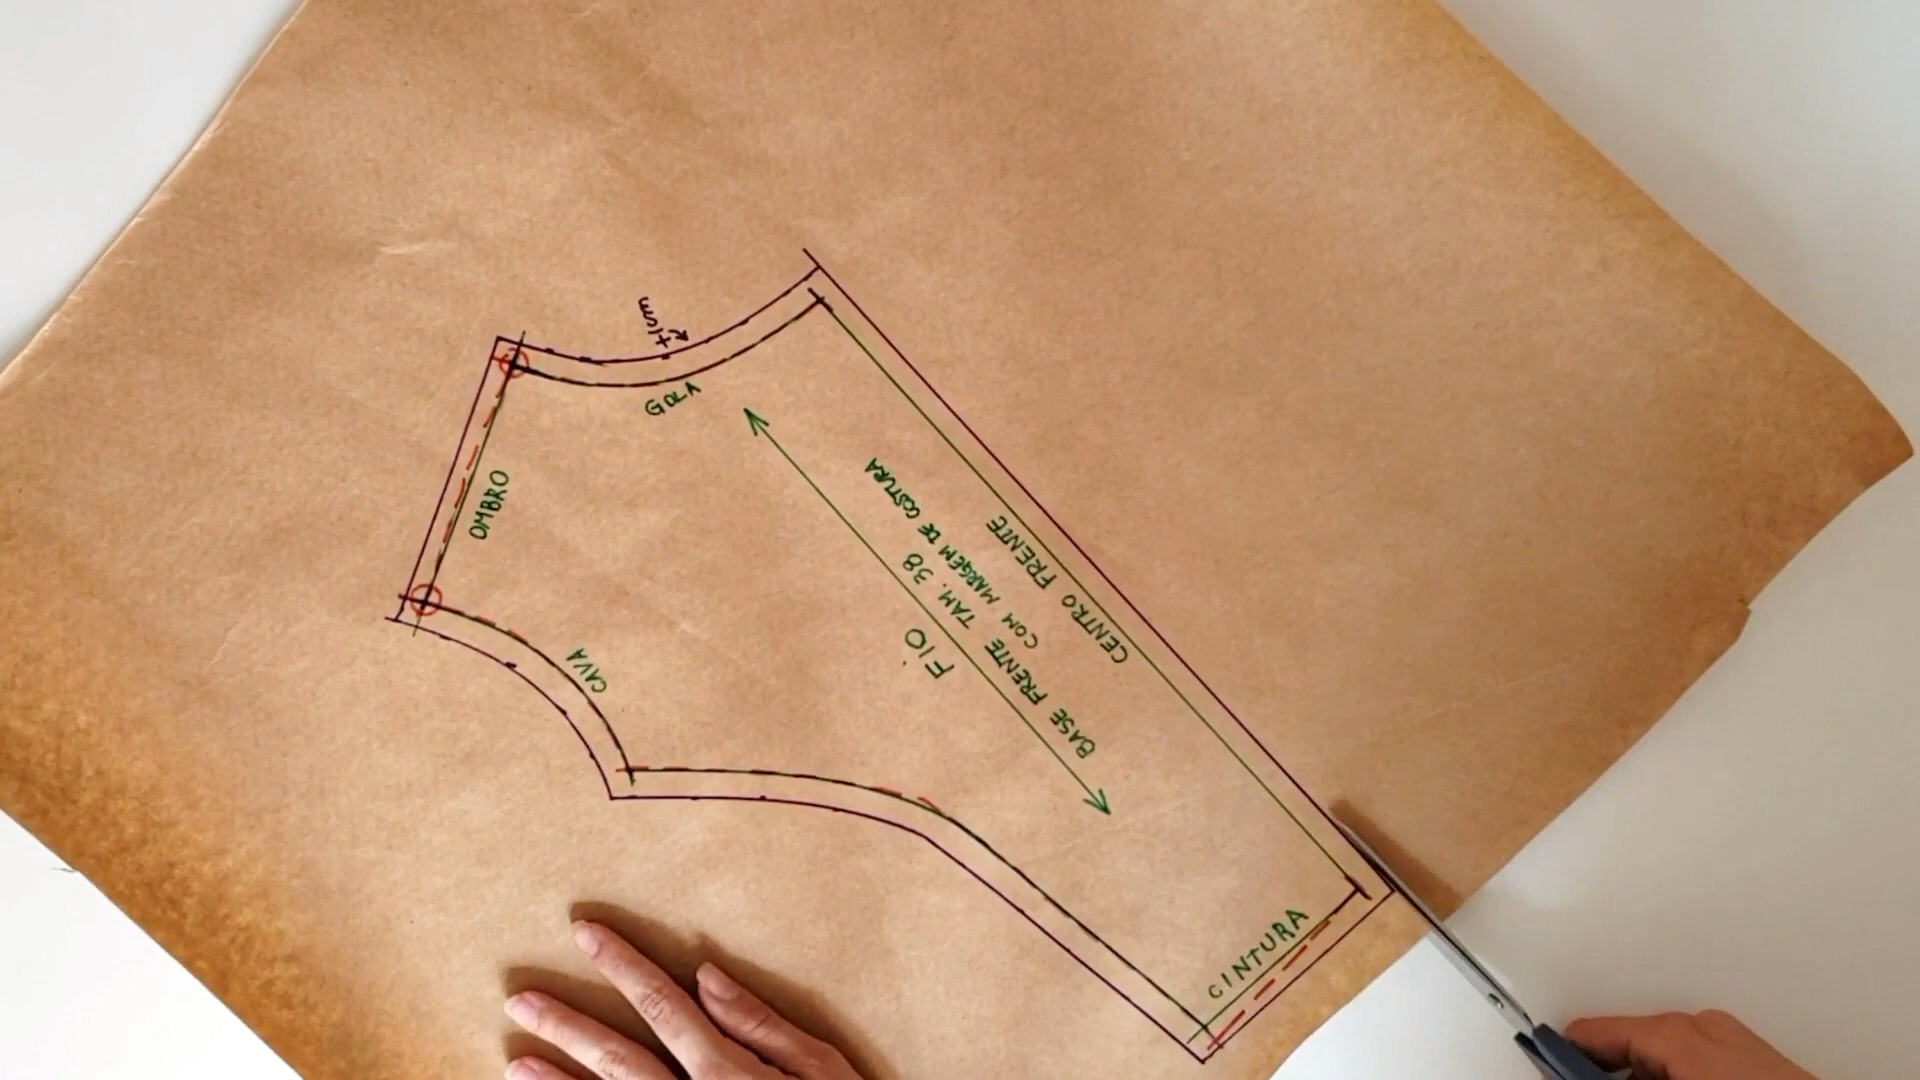 +1cm
GOLA
OMBRO
CAVA
FIO
BASE FRENTE TAM. 38
COM MARGEM DE COSTURA
CENTRO FRENTE
CINTURA